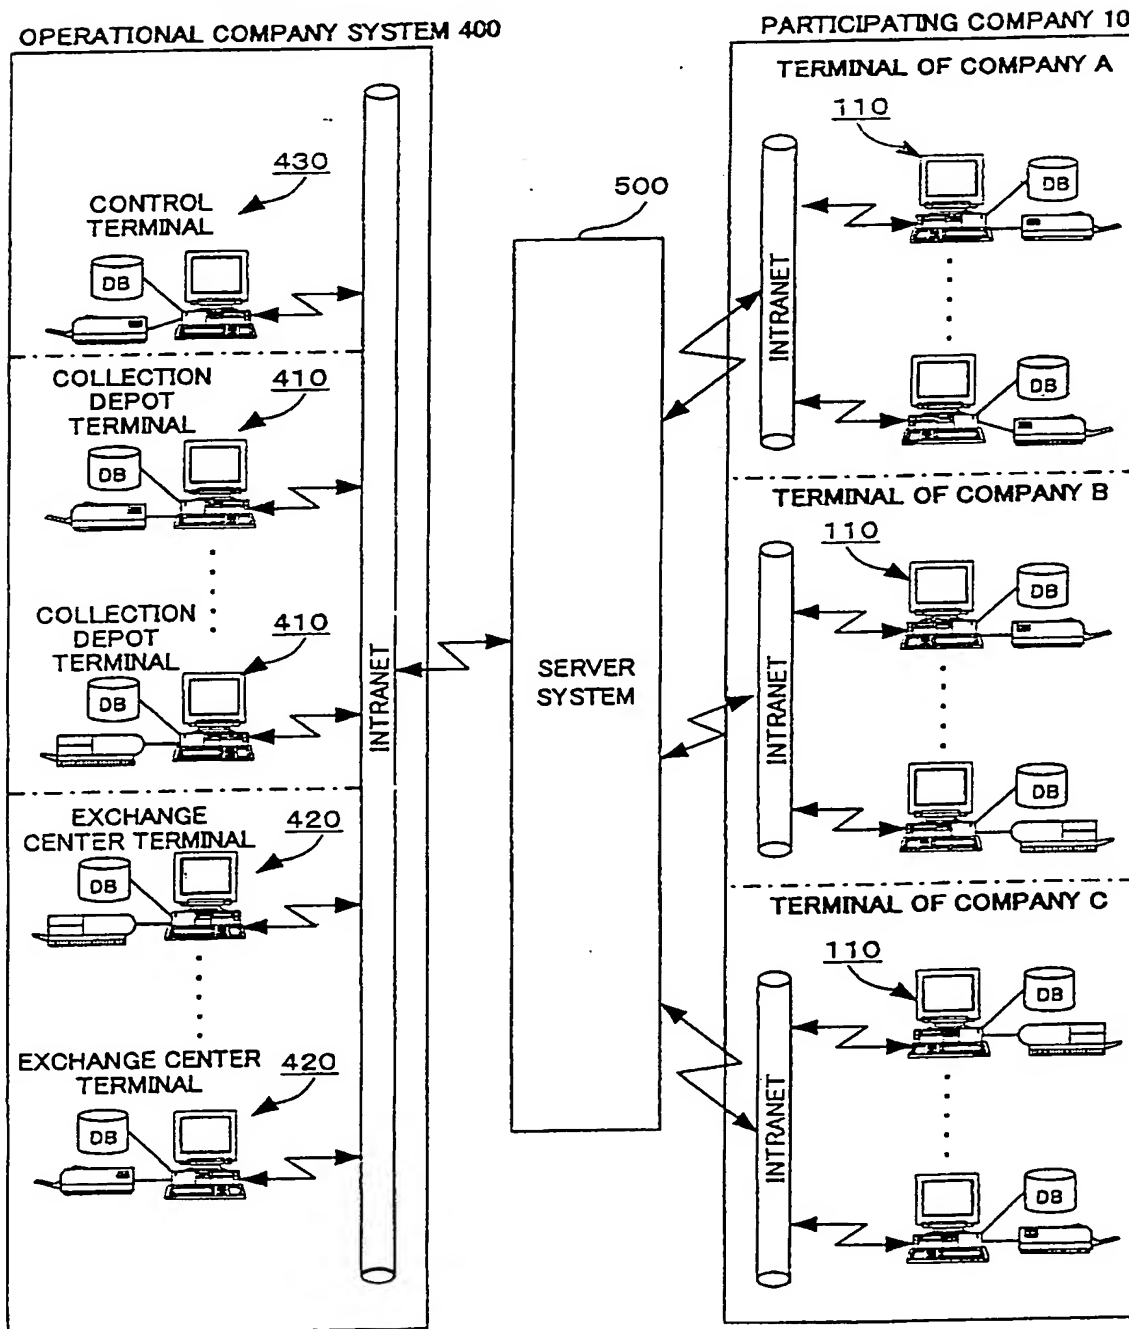 OPERATIONAL COMPANY SYSTEM 400
430
CONTROL
TERMINAL
DB
COLLECTION
DEPOT
TERMINAL
410
DB
COLLECTION
DEPOT
TERMINAL
410
DB
EXCHANGE
CENTER TERMINAL
420
DB
EXCHANGE CENTER
TERMINAL
420
DB
INTRANET
500
SERVER
SYSTEM
PARTICIPATING COMPANY 10
TERMINAL OF COMPANY A
110
DB
INTRANET
DB
TERMINAL OF COMPANY B
110
DB
INTRANET
DB
TERMINAL OF COMPANY C
110
DB
INTRANET
DB